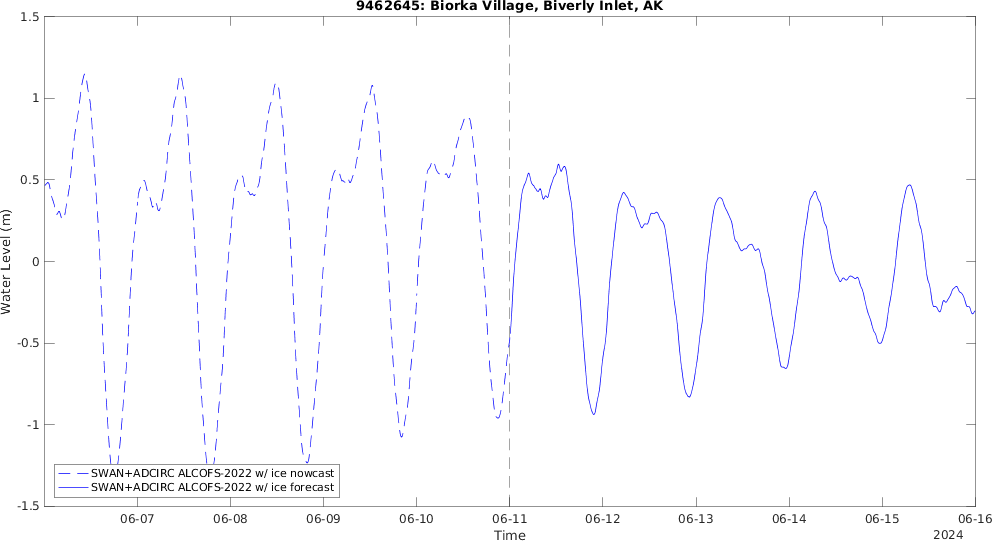 9462645: Biorka Village, Biverly Inlet, AK
1.5
1
0.5
0
-0.5
-1
-1.5
Water Level (m)
SWAN+ADCIRC ALCOFS-2022 w/ ice nowcast
SWAN+ADCIRC ALCOFS-2022 w/ ice forecast
06-07 06-08 06-09 06-10 06-11 06-12 06-13 06-14 06-15 06-16
Time
2024